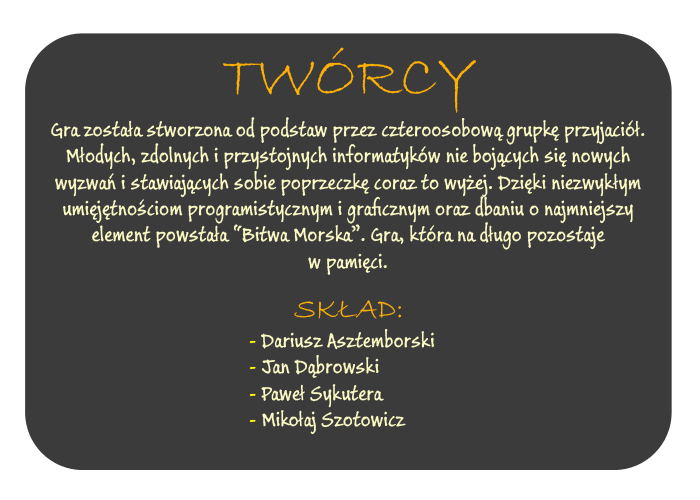 TWÓRCY
Gra została stworzona od podstaw przez czteroosobową grupkę przyjaciół.
Młodych, zdolnych i przystojnych informatyków nie bojących się nowych
wyzwań i stawiających sobie poprzeczkę coraz to wyżej. Dzięki niezwykłym
umiejętnościom programistycznym i graficznym oraz dbaniu o najmniejszy
element powstała “Bitwa Morska”. Gra, która na długo pozostaje
w pamięci.
SKŁAD:
- Dariusz Asztemborski
- Jan Dąbrowski
- Paweł Sykutera
- Mikołaj Szotowicz